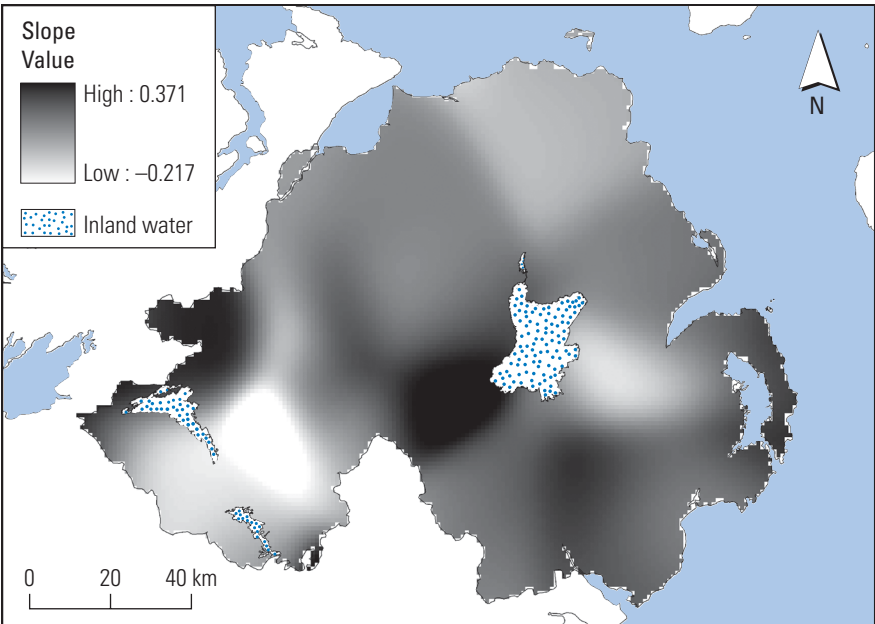 Slope
Value
High : 0.371
Low : –0.217
Inland water
N
0 20 40 km